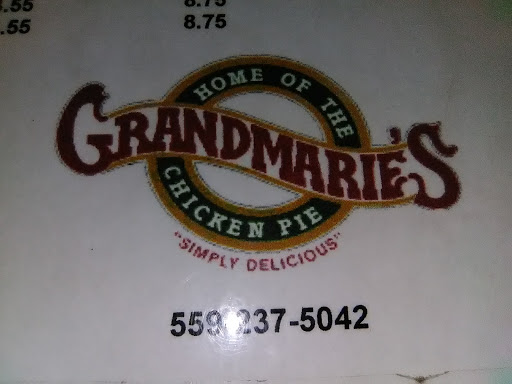 .55 8.75
.55 8.75
HOME OF THE
GRANDMARIE'S
CHICKEN PIE
"SIMPLY DELICIOUS"
559 237-5042